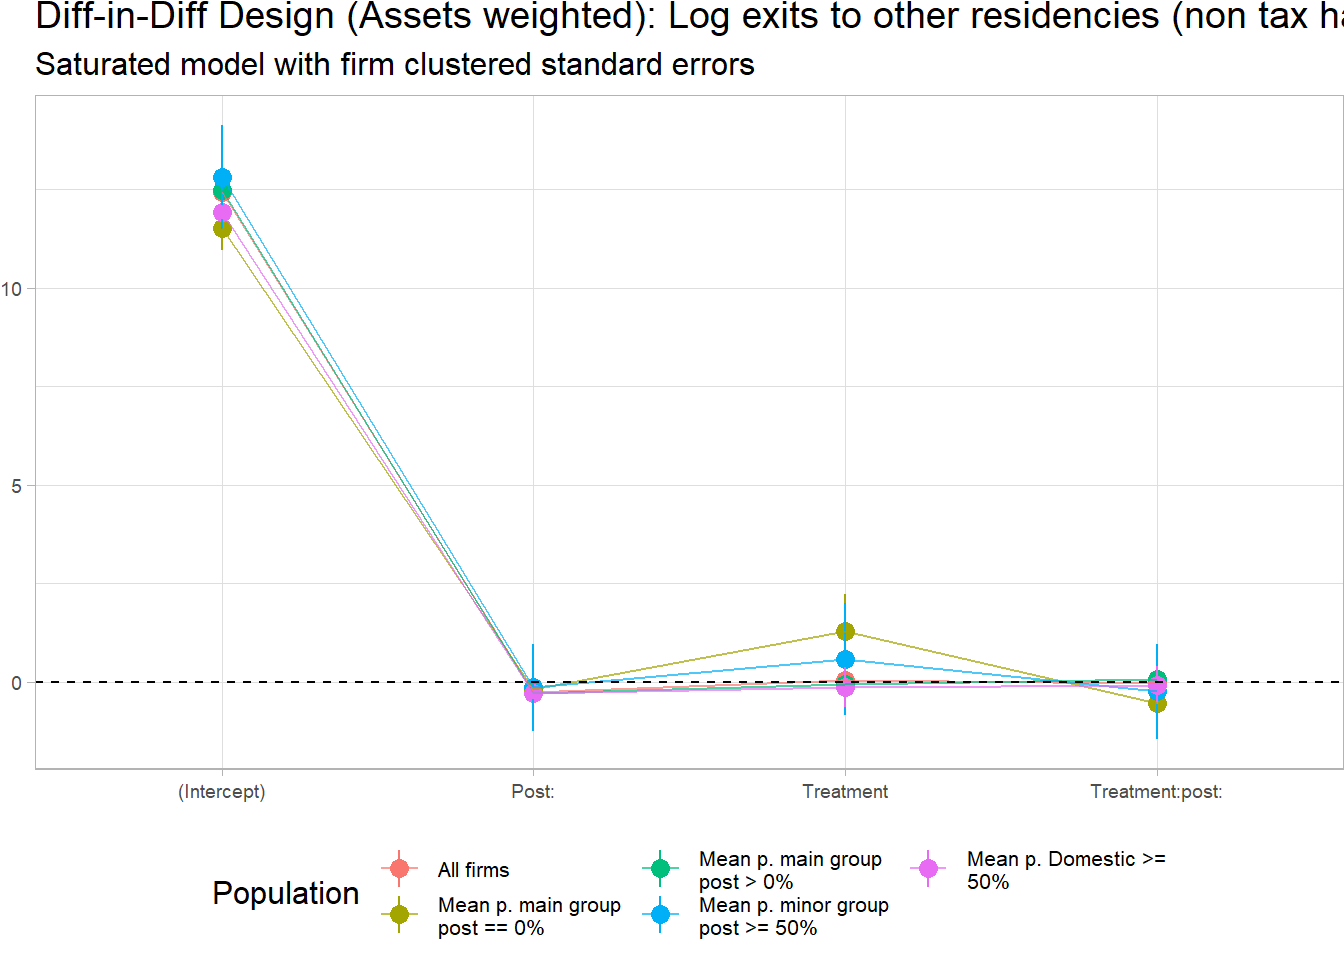 Diff-in-Diff Design (Assets weighted): Log exits to other residencies (non tax ha
Saturated model with firm clustered standard errors
10
5
0
(Intercept)
Post:
Treatment
Treatment:post:
Population
All firms
Mean p. main group
post == 0%
Mean p. main group
post > 0%
Mean p. minor group
post >= 50%
Mean p. Domestic >=
50%